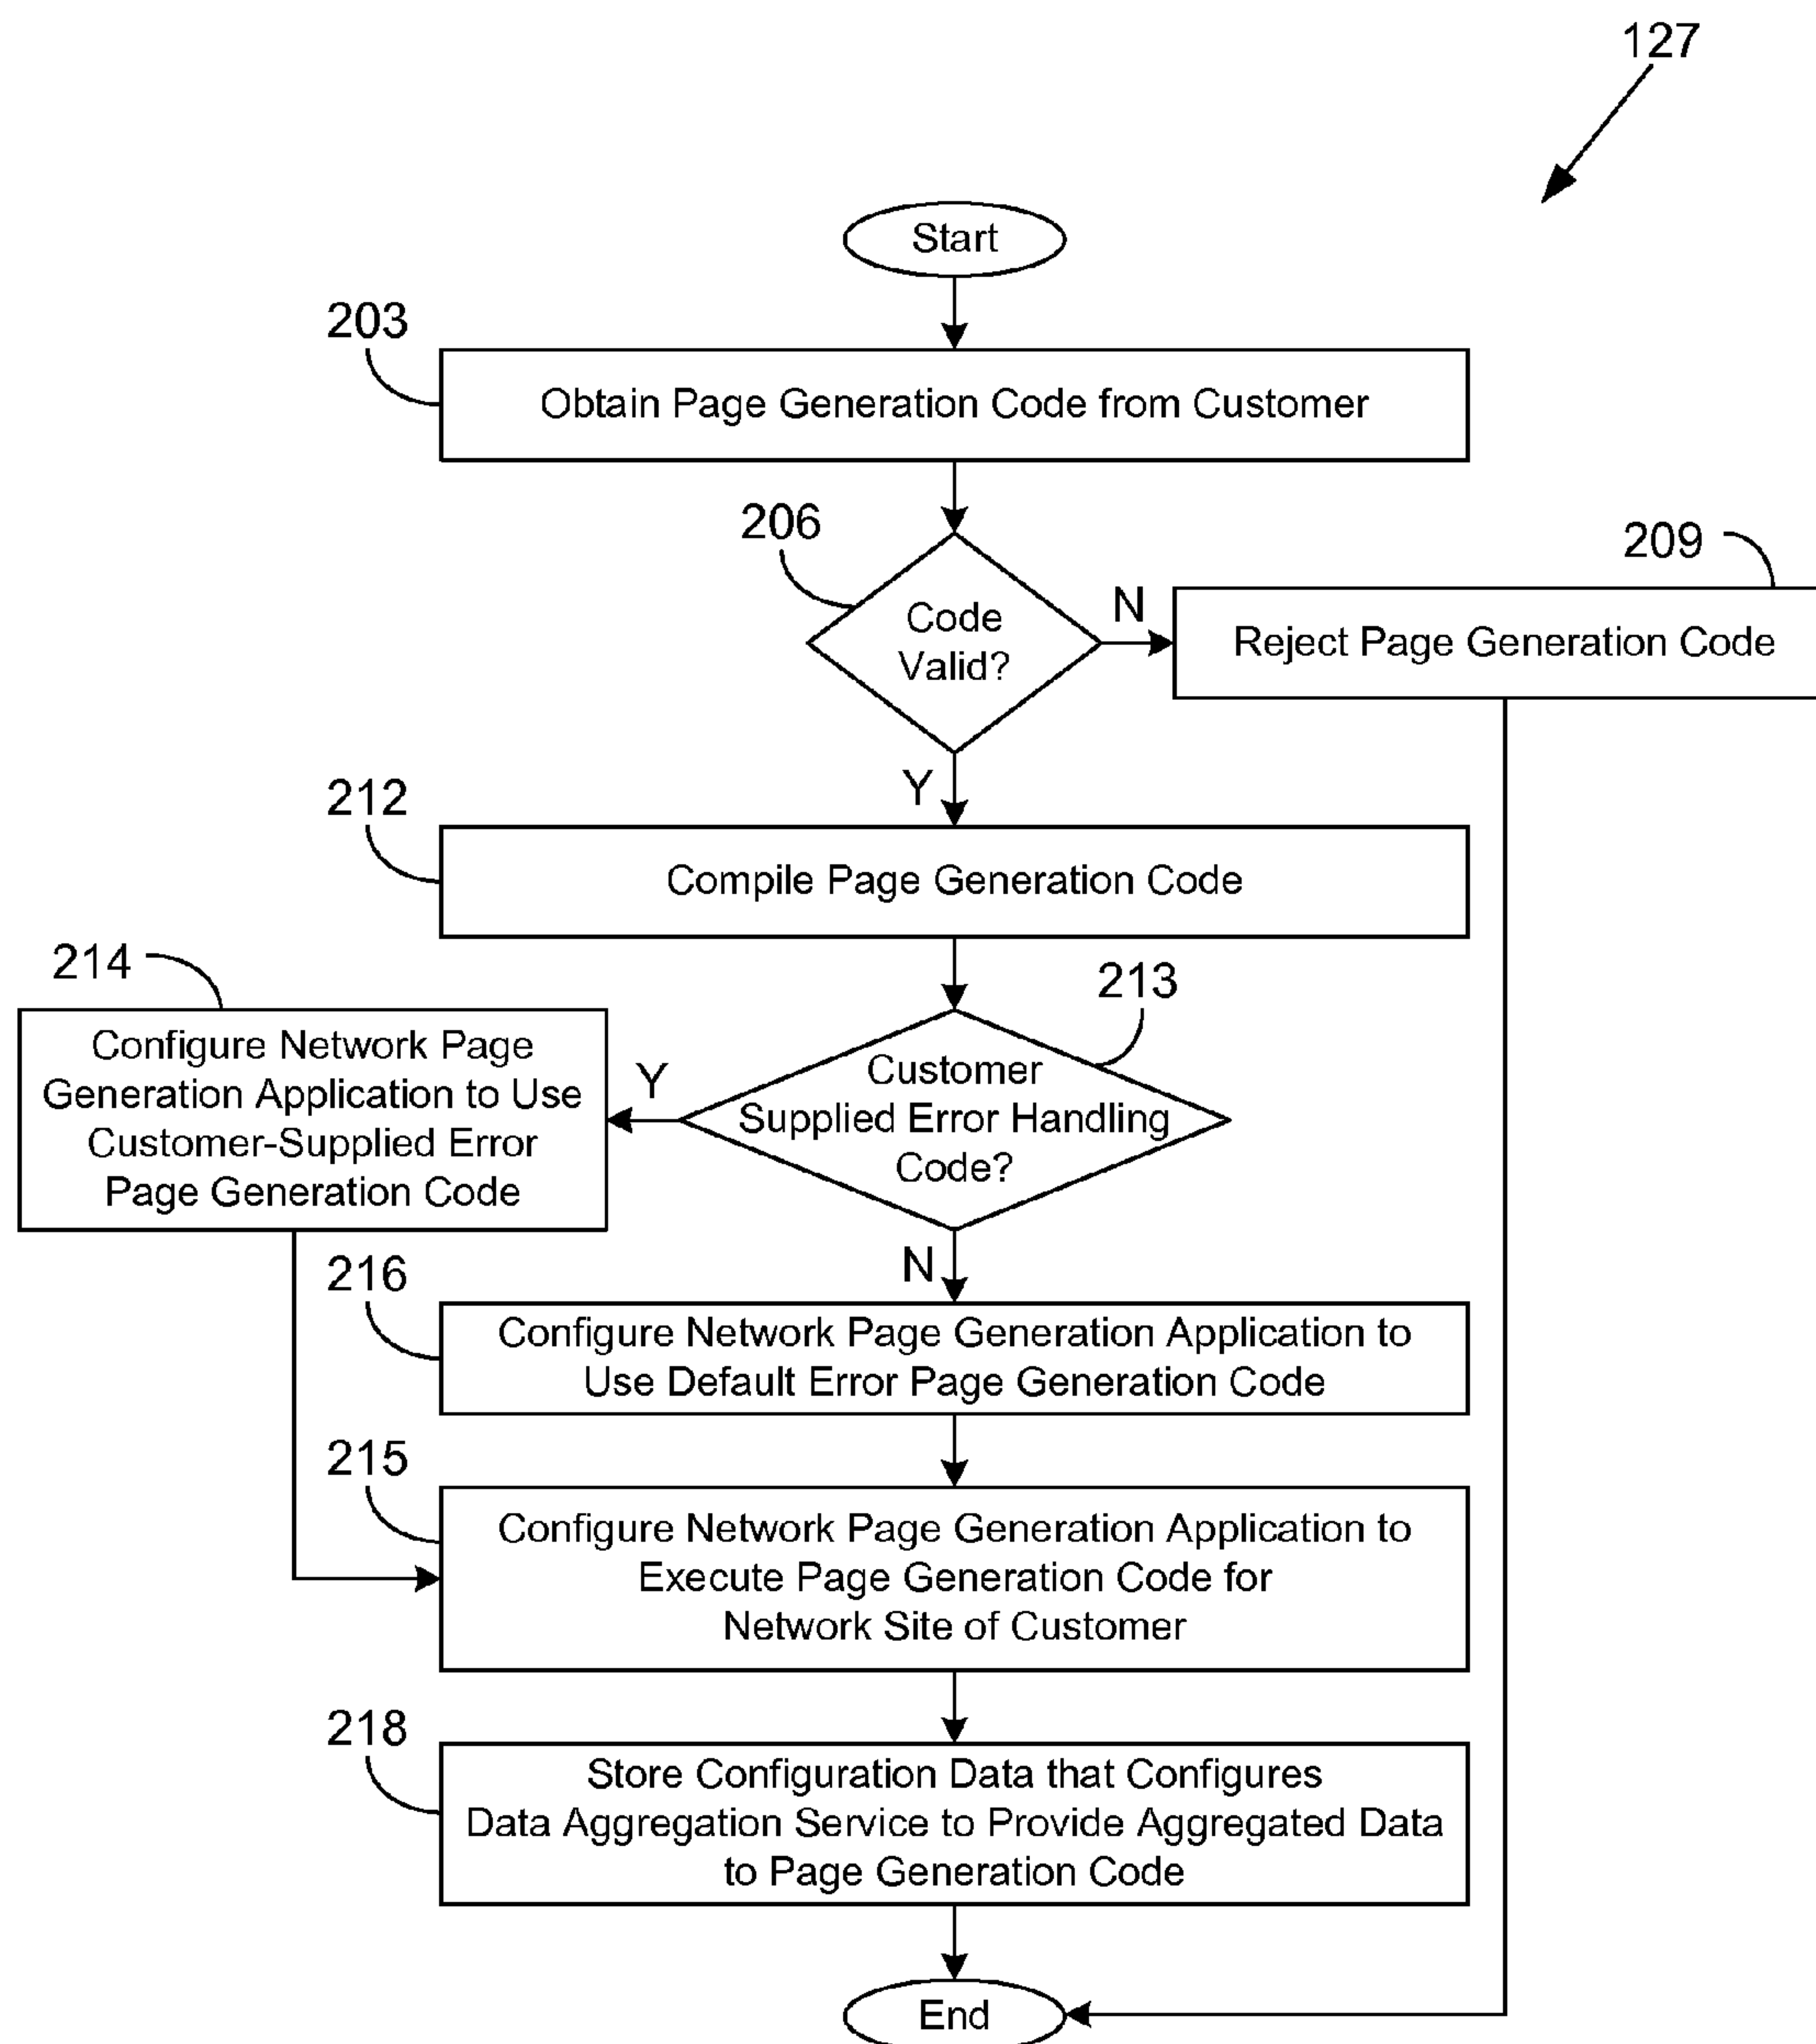 127
Start
203
Obtain Page Generation Code from Customer
206
Code
Valid?
N
209
Reject Page Generation Code
Y
212
Compile Page Generation Code
214
Configure Network Page
Generation Application to Use
Customer-Supplied Error
Page Generation Code
Y
213
Customer
Supplied Error Handling
Code?
N
216
Configure Network Page Generation Application to
Use Default Error Page Generation Code
215
Configure Network Page Generation Application to
Execute Page Generation Code for
Network Site of Customer
218
Store Configuration Data that Configures
Data Aggregation Service to Provide Aggregated Data
to Page Generation Code
End